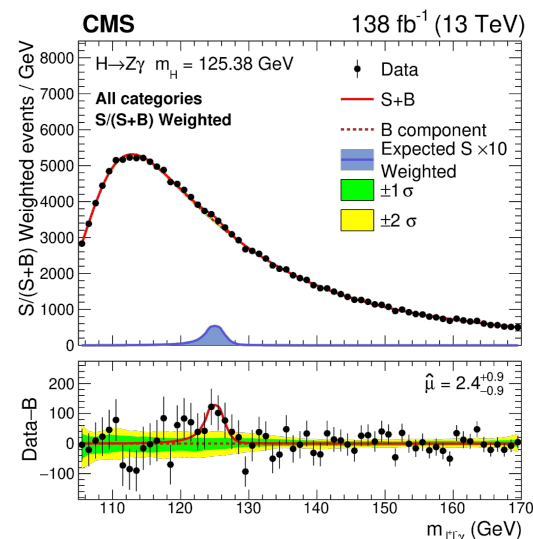 CMS 138 fb⁻¹ (13 TeV)
H→Zγ m_H = 125.38 GeV
All categories
S/(S+B) Weighted
Data
S+B
B component
Expected S ×10
Weighted
±1 σ
±2 σ
S/(S+B) Weighted events / GeV
8000
7000
6000
5000
4000
3000
2000
1000
0
μ̂ = 2.4 +0.9 −0.9
Data−B
200
100
0
−100
110 120 130 140 150 160 170
m_l⁺l⁻γ (GeV)